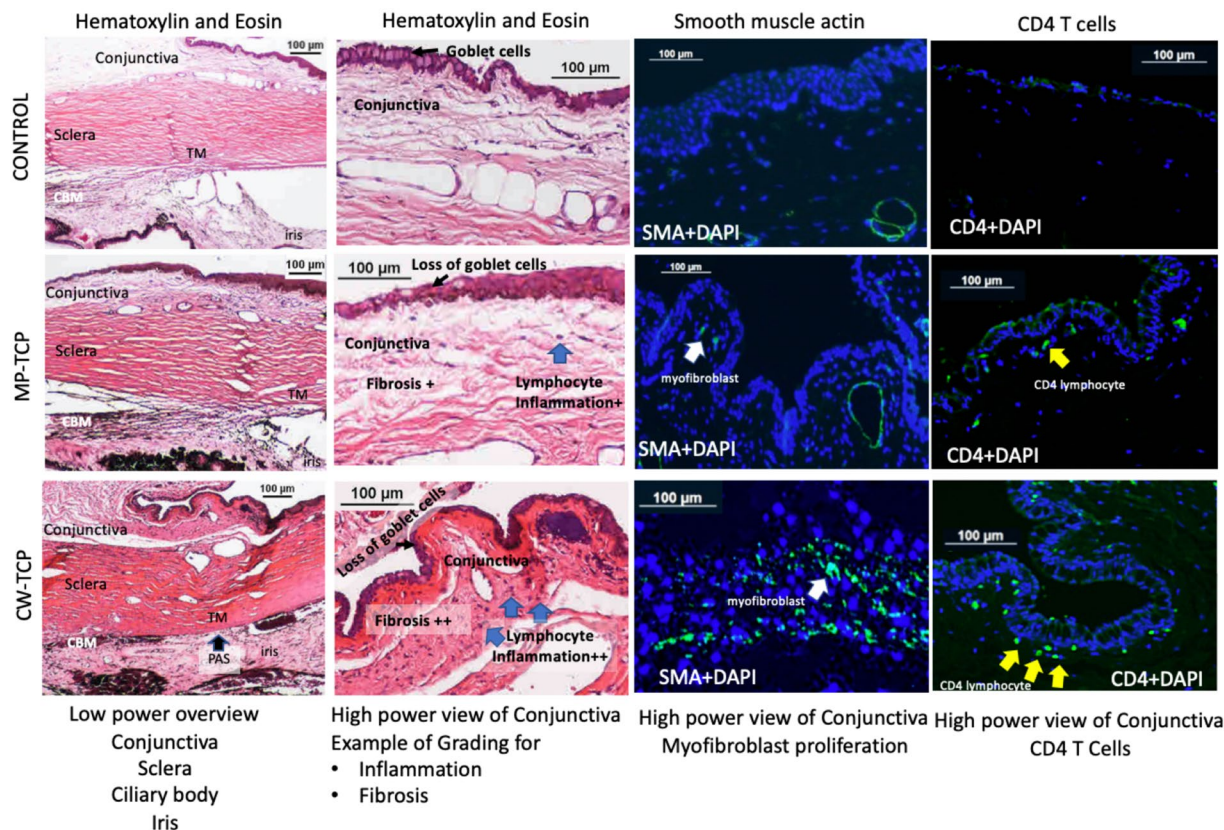 Hematoxylin and Eosin
Hematoxylin and Eosin
Smooth muscle actin
CD4 T cells
CONTROL
100 µm
Conjunctiva
Sclera
TM
CBM
iris
Goblet cells
100 µm
Conjunctiva
100 µm
SMA+DAPI
100 µm
CD4+DAPI
MP-TCP
100 µm
Conjunctiva
Sclera
TM
CBM
Iris
100 µm
Loss of goblet cells
Conjunctiva
Fibrosis +
Lymphocyte
Inflammation+
100 µm
myofibroblast
SMA+DAPI
100 µm
CD4 lymphocyte
CD4+DAPI
CW-TCP
100 µm
Conjunctiva
Sclera
TM
CBM
PAS
iris
100 µm
Loss of goblet cells
Conjunctiva
Fibrosis ++
Lymphocyte
Inflammation++
100 µm
myofibroblast
SMA+DAPI
100 µm
CD4 lymphocyte
CD4+DAPI
Low power overview
Conjunctiva
Sclera
Ciliary body
Iris
High power view of Conjunctiva
Example of Grading for
• Inflammation
• Fibrosis
High power view of Conjunctiva
Myofibroblast proliferation
High power view of Conjunctiva
CD4 T Cells